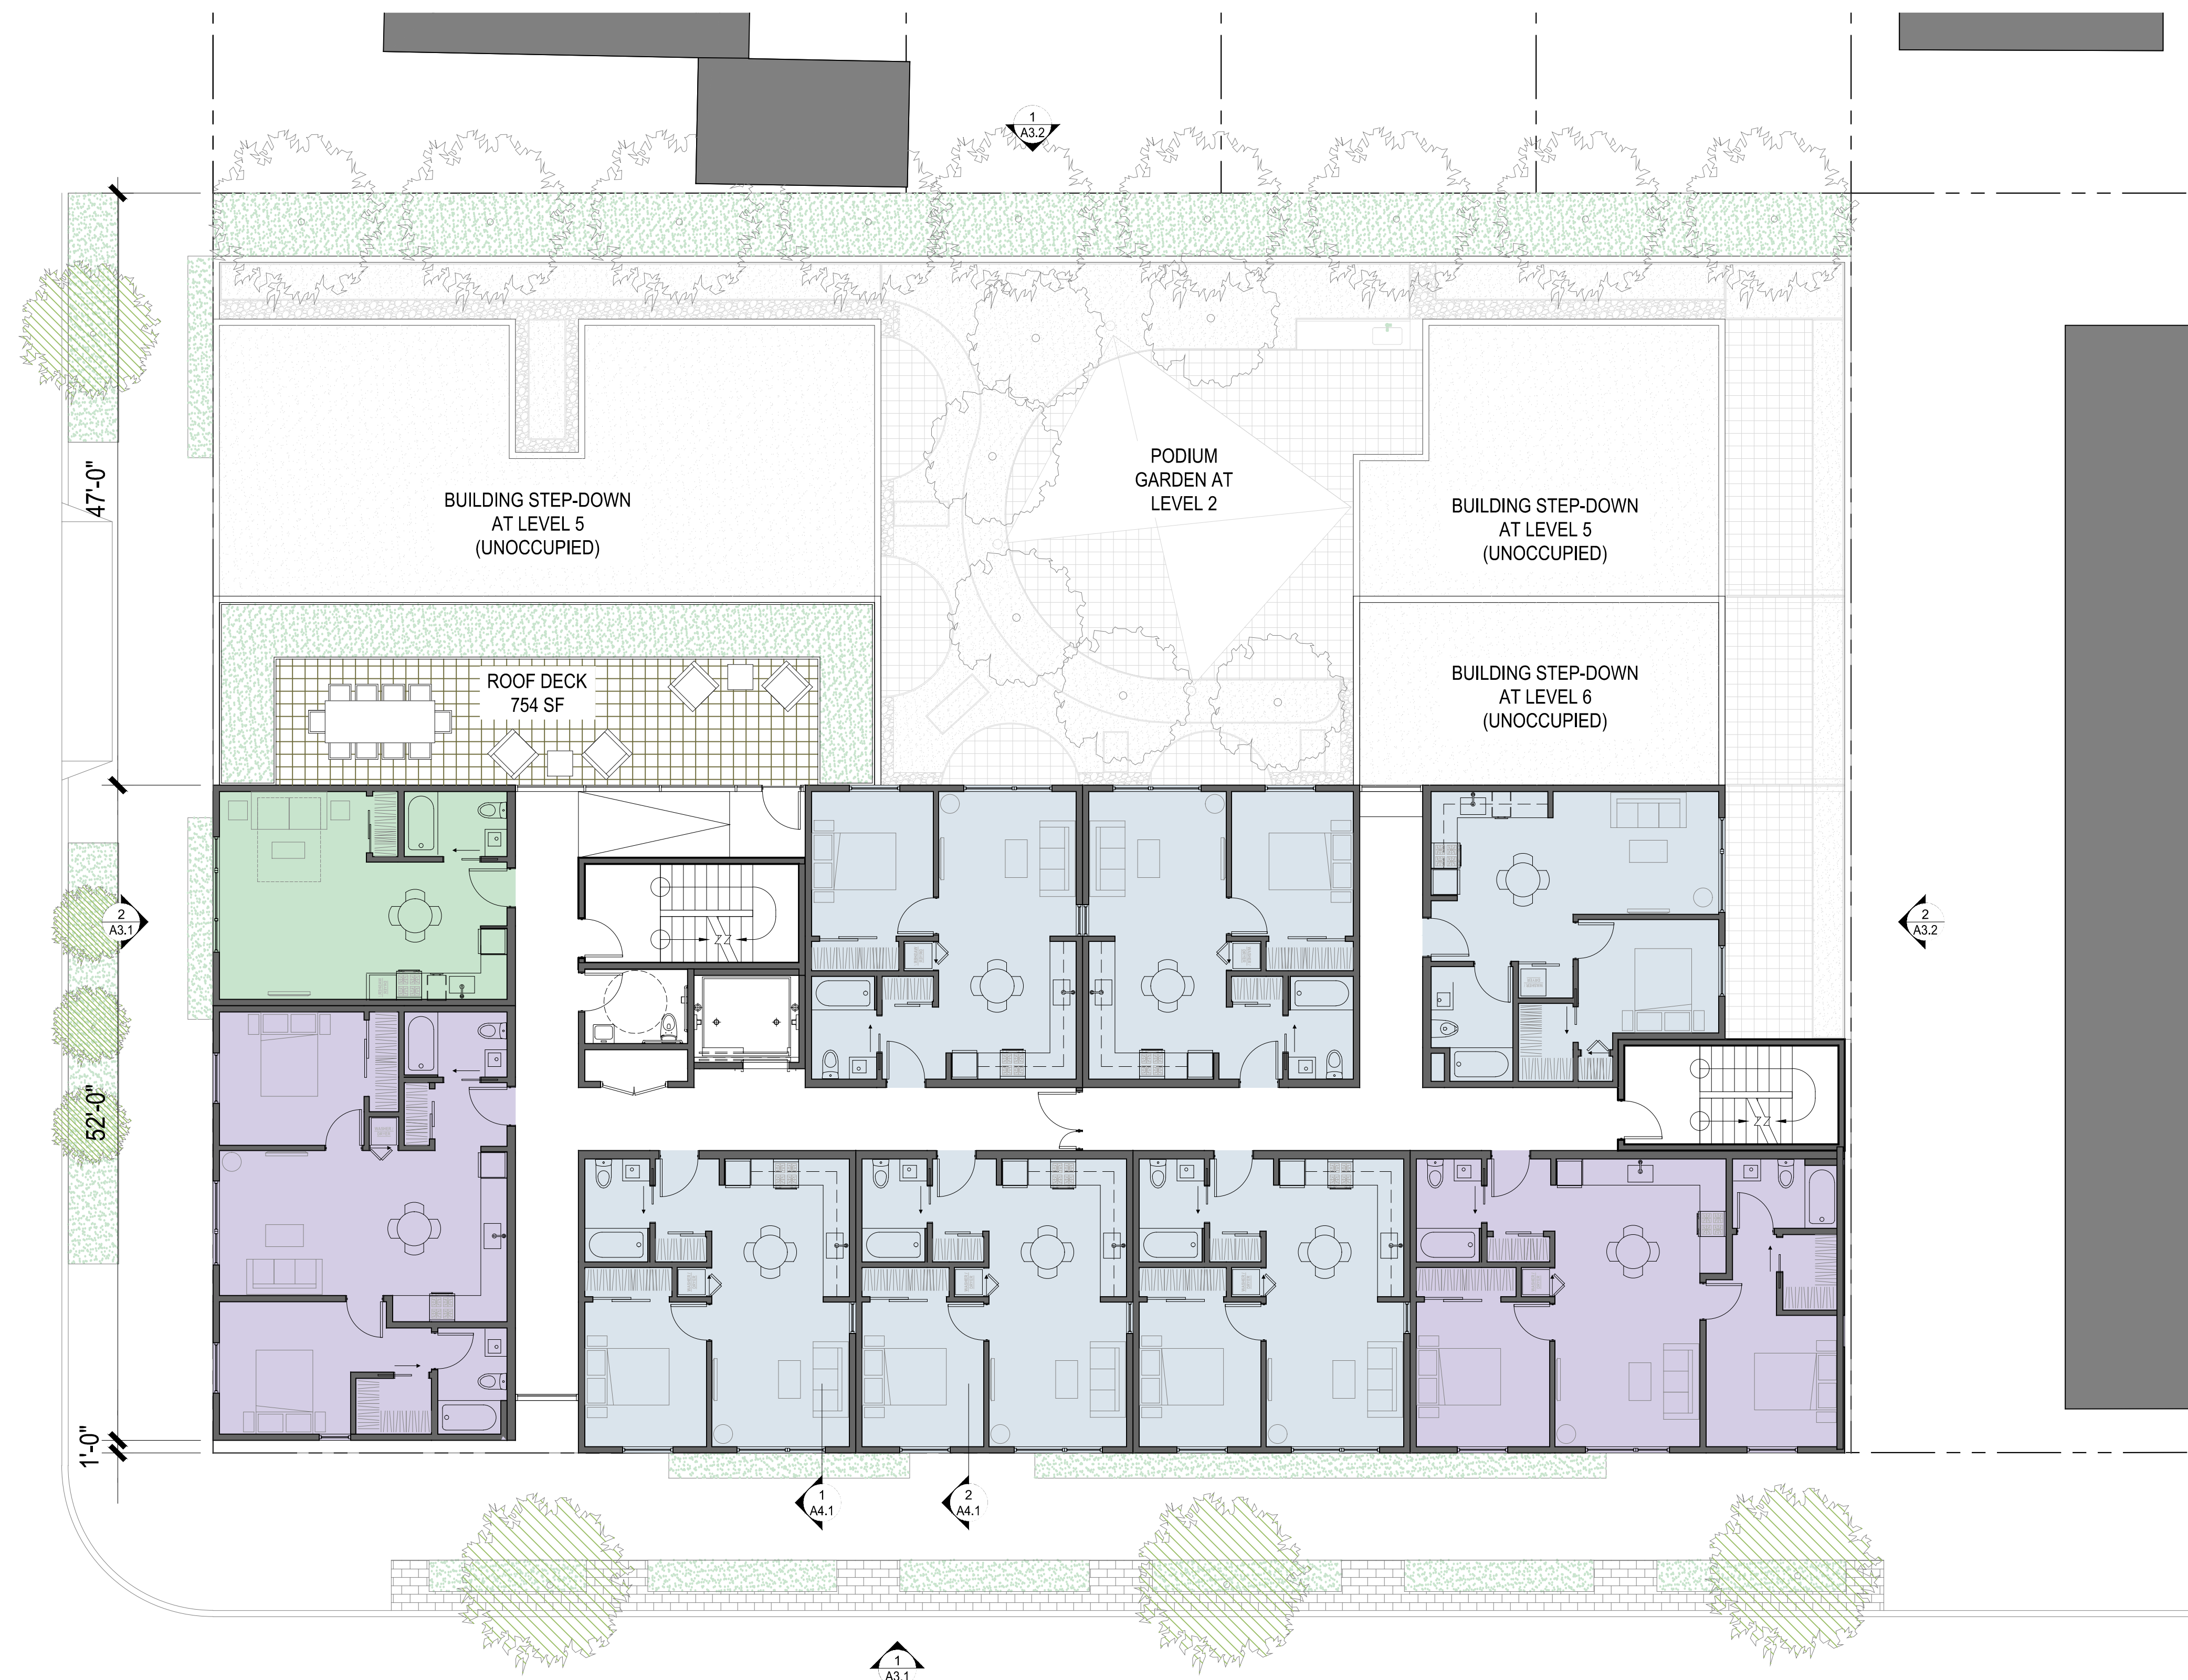 1
A3.2
47'-0"
BUILDING STEP-DOWN
AT LEVEL 5
(UNOCCUPIED)
PODIUM
GARDEN AT
LEVEL 2
BUILDING STEP-DOWN
AT LEVEL 5
(UNOCCUPIED)
ROOF DECK
754 SF
BUILDING STEP-DOWN
AT LEVEL 6
(UNOCCUPIED)
2
A3.1
2
A3.2
52'-0"
1'-0"
1
A4.1
2
A4.1
1
A3.1